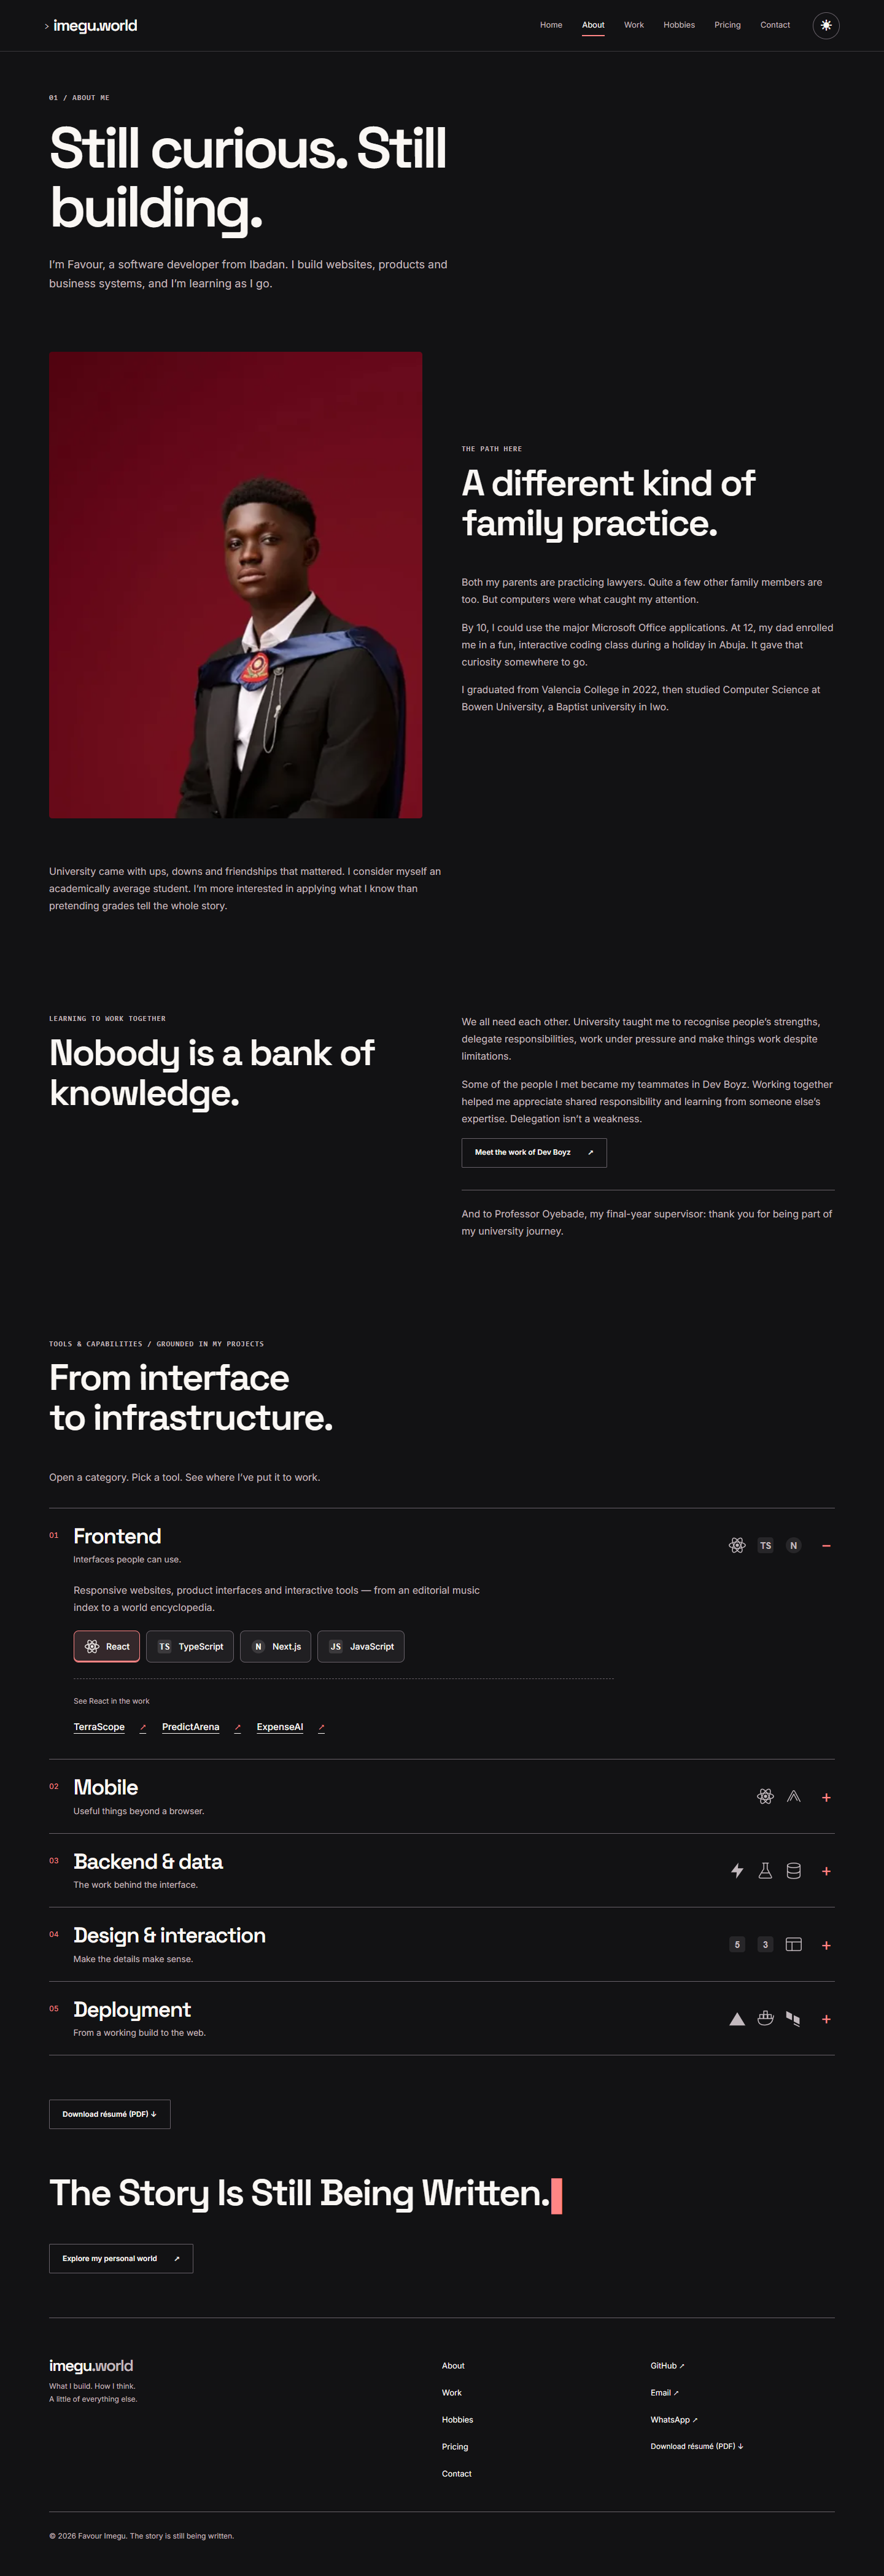 > imegu.world
Home About Work Hobbies Pricing Contact
01 / ABOUT ME
Still curious. Still
building.
I’m Favour, a software developer from Ibadan. I build websites, products and
business systems, and I’m learning as I go.
THE PATH HERE
A different kind of
family practice.
Both my parents are practicing lawyers. Quite a few other family members are
too. But computers were what caught my attention.
By 10, I could use the major Microsoft Office applications. At 12, my dad enrolled
me in a fun, interactive coding class during a holiday in Abuja. It gave that
curiosity somewhere to go.
I graduated from Valencia College in 2022, then studied Computer Science at
Bowen University, a Baptist university in Iwo.
University came with ups, downs and friendships that mattered. I consider myself an
academically average student. I’m more interested in applying what I know than
pretending grades tell the whole story.
LEARNING TO WORK TOGETHER
Nobody is a bank of
knowledge.
We all need each other. University taught me to recognise people’s strengths,
delegate responsibilities, work under pressure and make things work despite
limitations.
Some of the people I met became my teammates in Dev Boyz. Working together
helped me appreciate shared responsibility and learning from someone else’s
expertise. Delegation isn’t a weakness.
Meet the work of Dev Boyz ↗
And to Professor Oyebade, my final-year supervisor: thank you for being part of
my university journey.
TOOLS & CAPABILITIES / GROUNDED IN MY PROJECTS
From interface
to infrastructure.
Open a category. Pick a tool. See where I’ve put it to work.
01 Frontend TS N −
Interfaces people can use.
Responsive websites, product interfaces and interactive tools — from an editorial music
index to a world encyclopedia.
React TS TypeScript N Next.js JS JavaScript
See React in the work
TerraScope ↗ PredictArena ↗ ExpenseAI ↗
02 Mobile +
Useful things beyond a browser.
03 Backend & data +
The work behind the interface.
04 Design & interaction 5 3 +
Make the details make sense.
05 Deployment +
From a working build to the web.
Download résumé (PDF) ↓
The Story Is Still Being Written.
Explore my personal world ↗
imegu.world
What I build. How I think.
A little of everything else.
About
Work
Hobbies
Pricing
Contact
GitHub ↗
Email ↗
WhatsApp ↗
Download résumé (PDF) ↓
© 2026 Favour Imegu. The story is still being written.